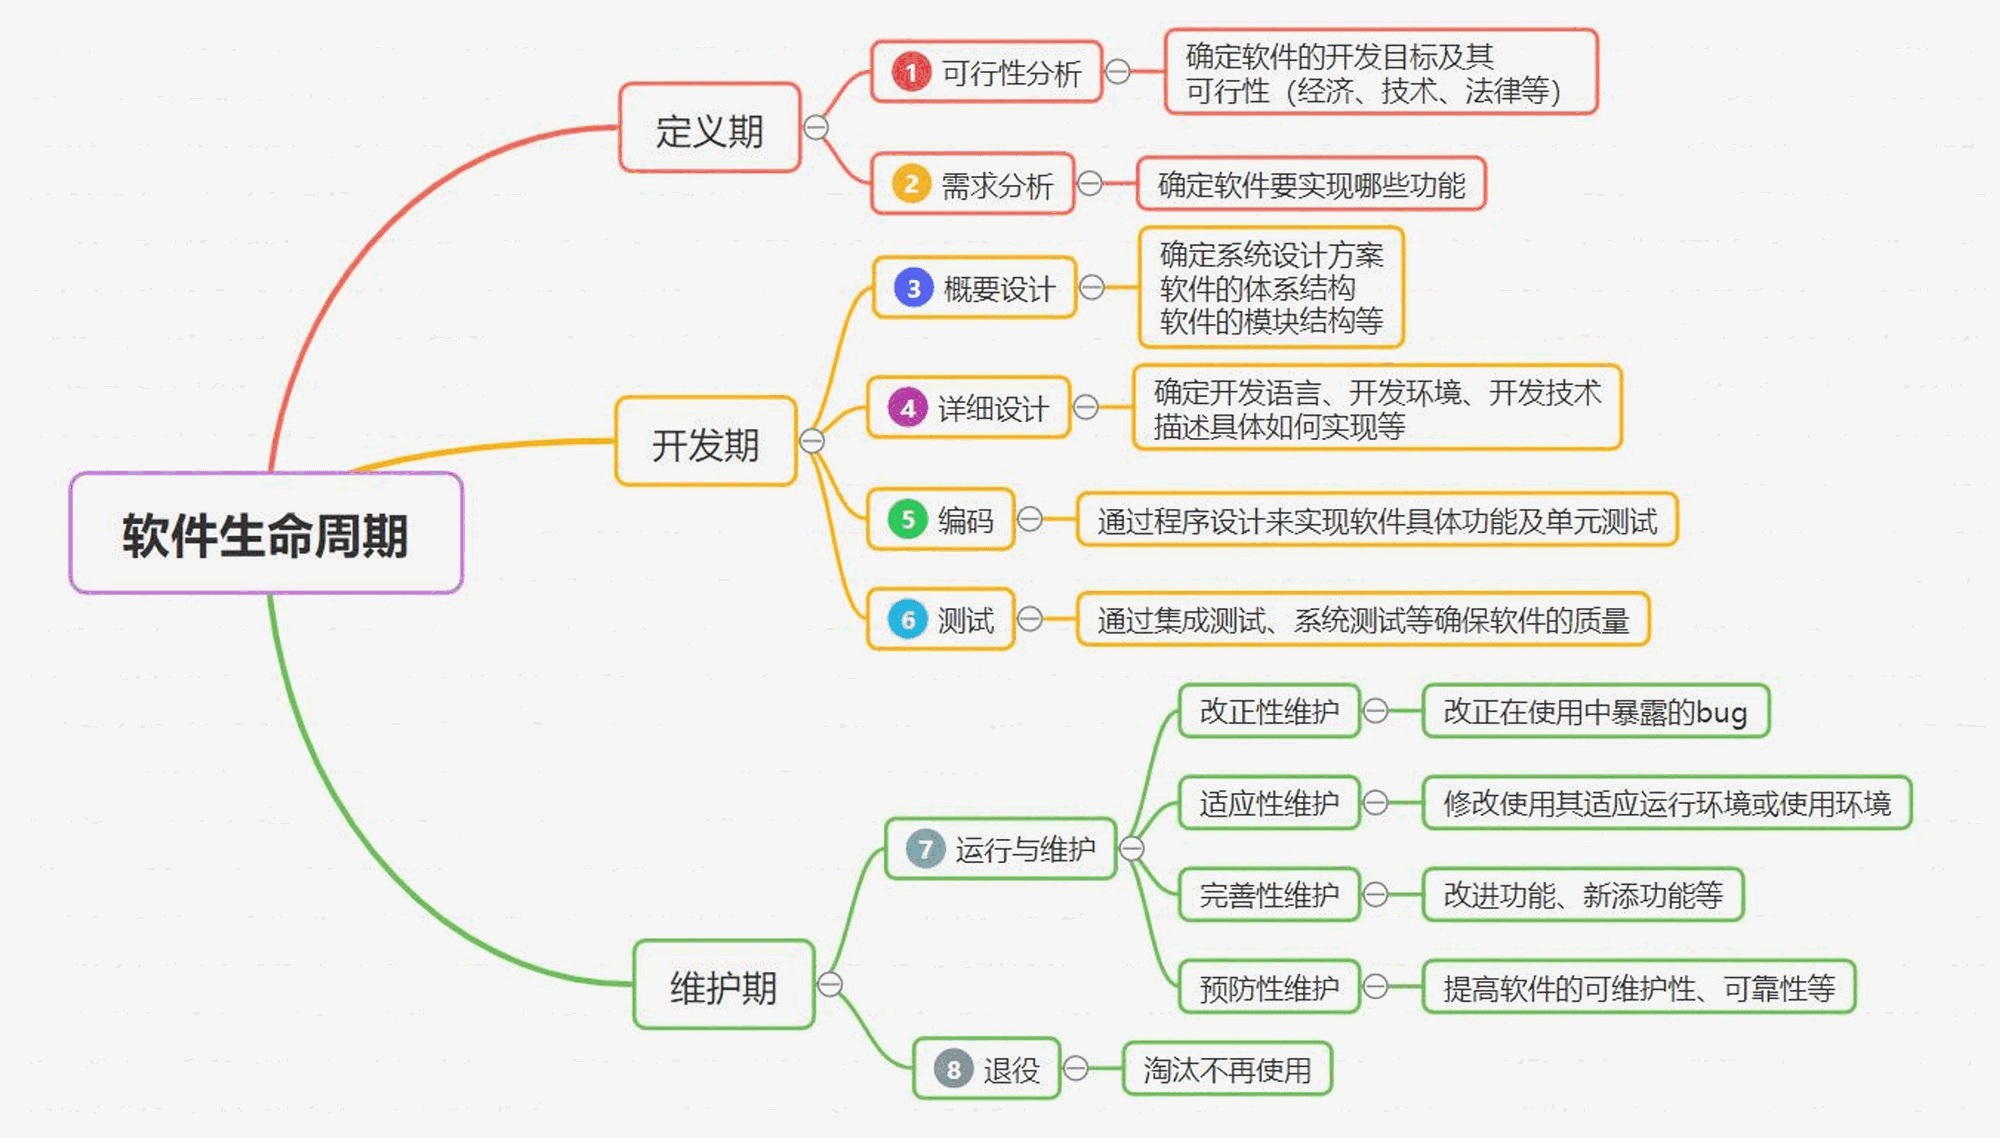 软件生命周期
定义期
1 可行性分析
确定软件的开发目标及其
可行性（经济、技术、法律等）
2 需求分析
确定软件要实现哪些功能
开发期
3 概要设计
确定系统设计方案
软件的体系结构
软件的模块结构等
4 详细设计
确定开发语言、开发环境、开发技术
描述具体如何实现等
5 编码
通过程序设计来实现软件具体功能及单元测试
6 测试
通过集成测试、系统测试等确保软件的质量
维护期
7 运行与维护
改正性维护
改正在使用中暴露的bug
适应性维护
修改使用其适应运行环境或使用环境
完善性维护
改进功能、新添功能等
预防性维护
提高软件的可维护性、可靠性等
8 退役
淘汰不再使用